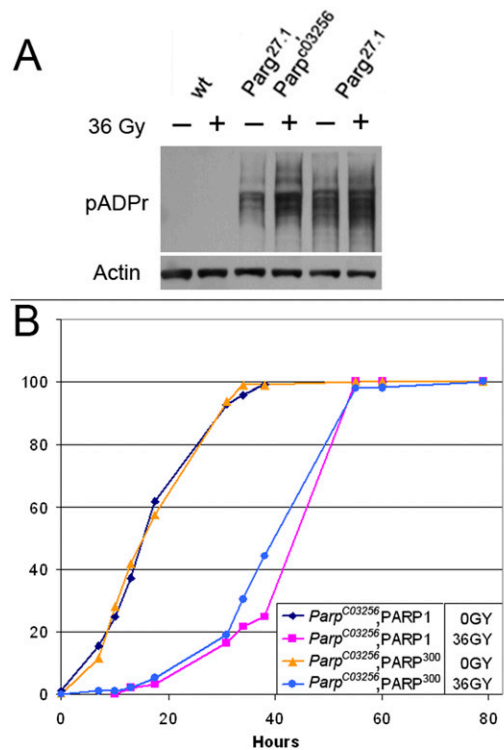 A
wt
Parg27.1,
Parpc03256
Parg27.1
36 Gy − + − + − +
pADPr
Actin
B
120
100
80
60
40
20
0
0 20 40 60 80
Hours
ParpC03256,PARP1 0GY
ParpC03256,PARP1 36GY
ParpC03256,PARP300 0GY
ParpC03256,PARP300 36GY